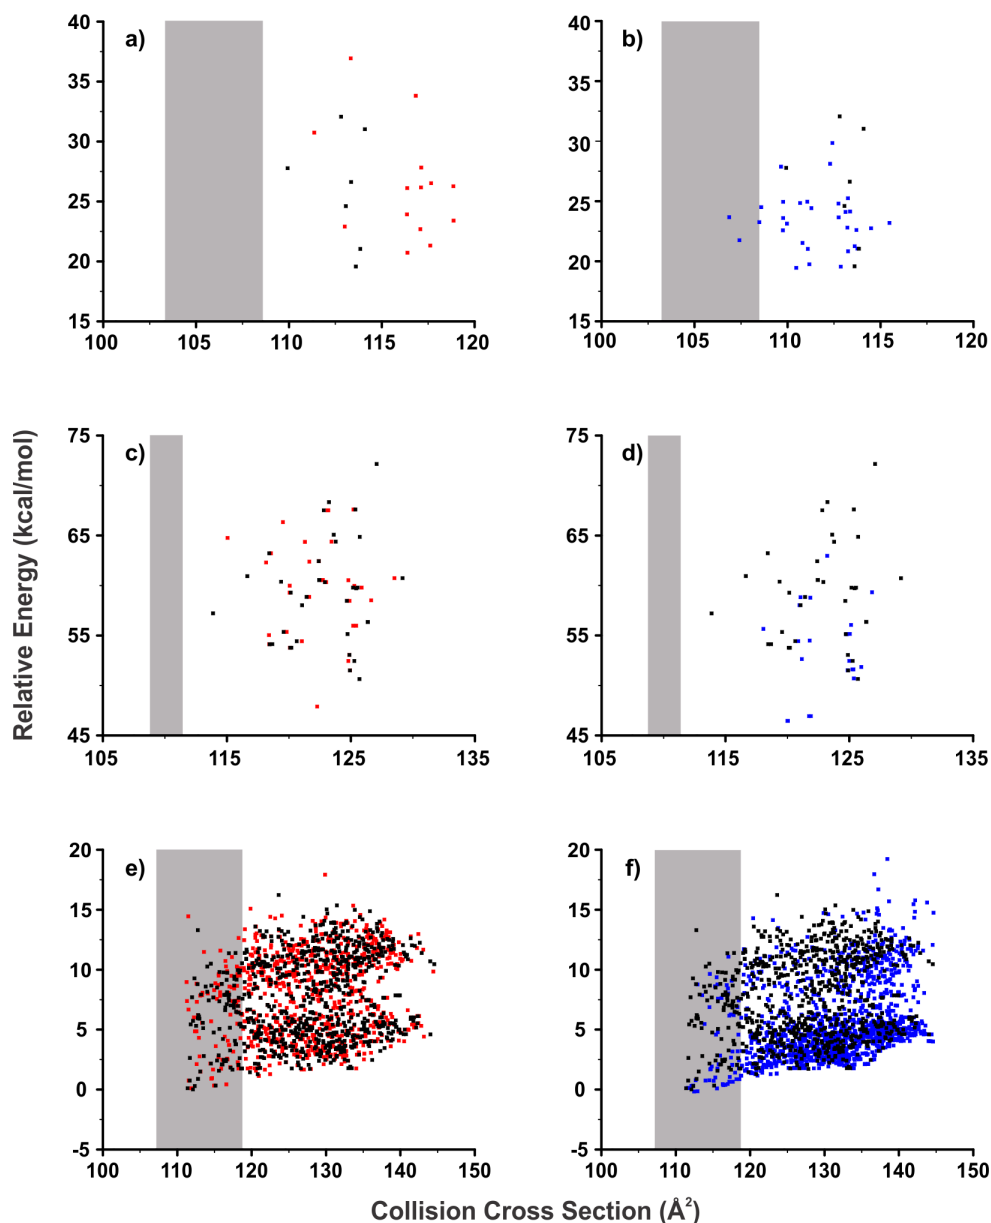 a)
40
35
30
25
20
15
100 105 110 115 120
b)
40
35
30
25
20
15
100 105 110 115 120
Relative Energy (kcal/mol)
c)
75
65
55
45
105 115 125 135
d)
75
65
55
45
105 115 125 135
e)
20
15
10
5
0
-5
100 110 120 130 140 150
f)
20
15
10
5
0
-5
100 110 120 130 140 150
Collision Cross Section (Å²)